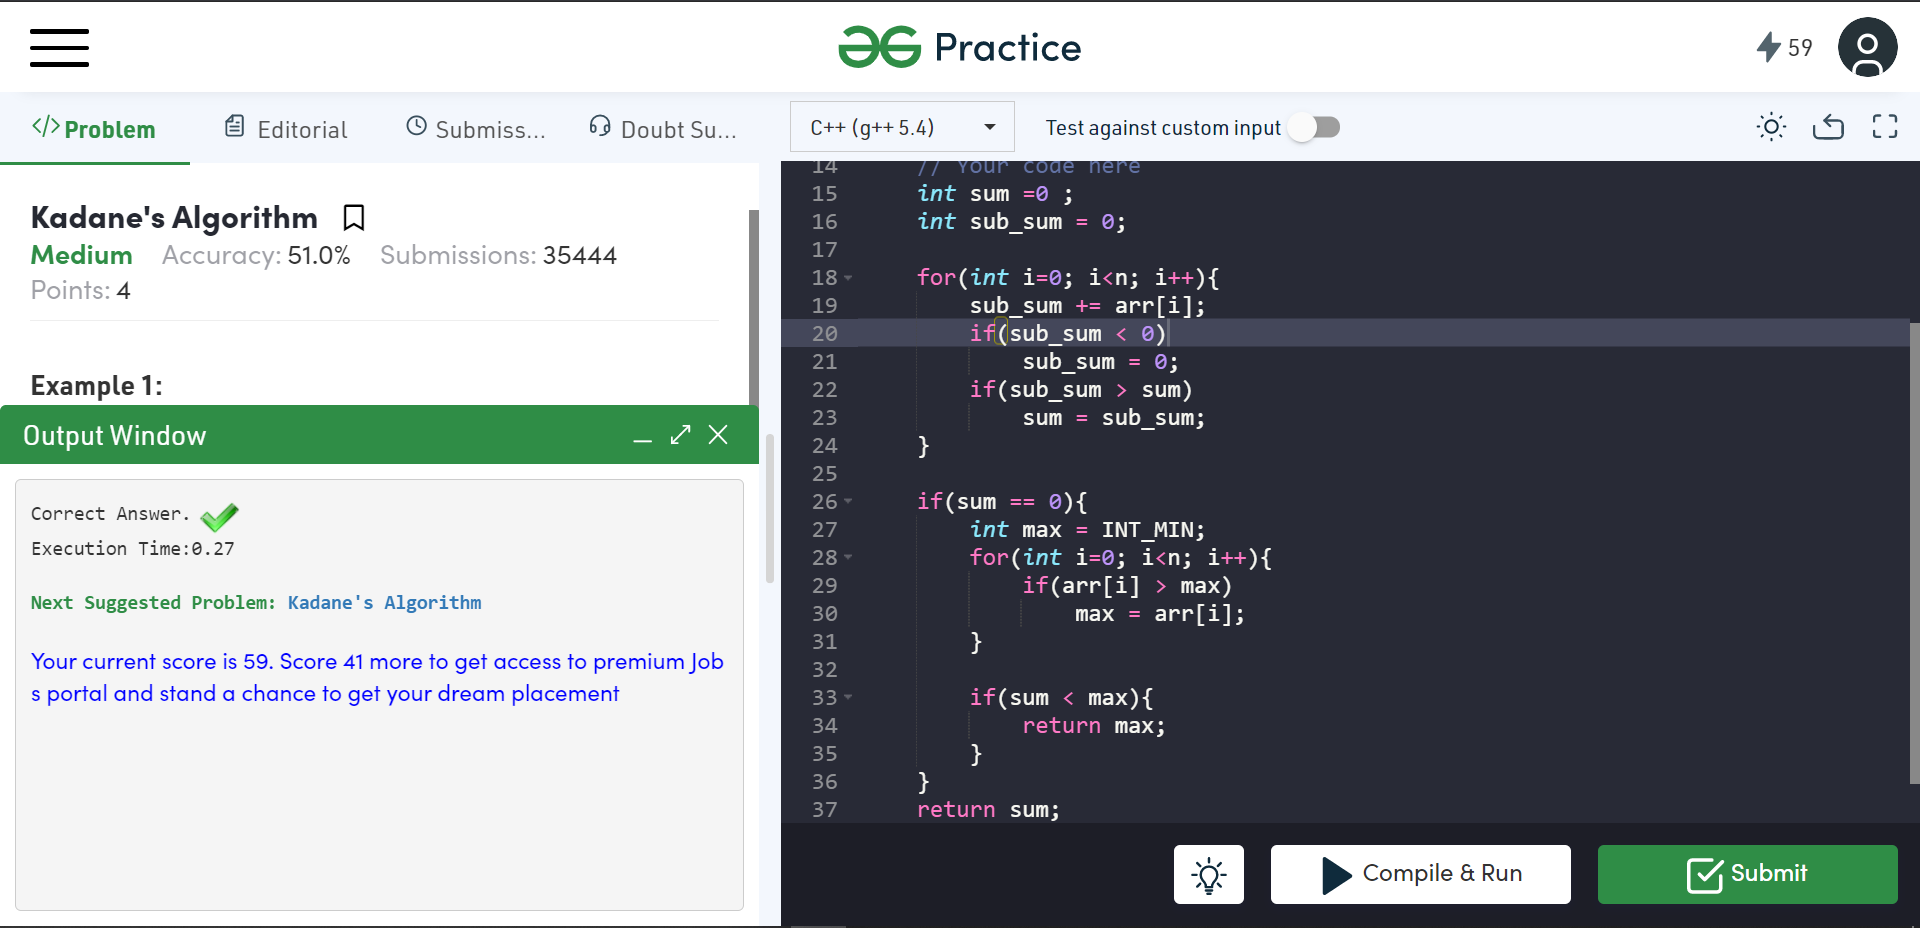 Practice
59
Problem
Editorial
Submiss...
Doubt Su...
C++ (g++ 5.4)
Test against custom input
Kadane's Algorithm
Medium Accuracy: 51.0% Submissions: 35444
Points: 4
Example 1:
Output Window
Correct Answer.
Execution Time:0.27
Next Suggested Problem: Kadane's Algorithm
Your current score is 59. Score 41 more to get access to premium Job
s portal and stand a chance to get your dream placement
14 // Your code here
15 int sum =0 ;
16 int sub_sum = 0;
17
18 for(int i=0; i<n; i++){
19 sub_sum += arr[i];
20 if(sub_sum < 0)
21 sub_sum = 0;
22 if(sub_sum > sum)
23 sum = sub_sum;
24 }
25
26 if(sum == 0){
27 int max = INT_MIN;
28 for(int i=0; i<n; i++){
29 if(arr[i] > max)
30 max = arr[i];
31 }
32
33 if(sum < max){
34 return max;
35 }
36 }
37 return sum;
Compile & Run
Submit